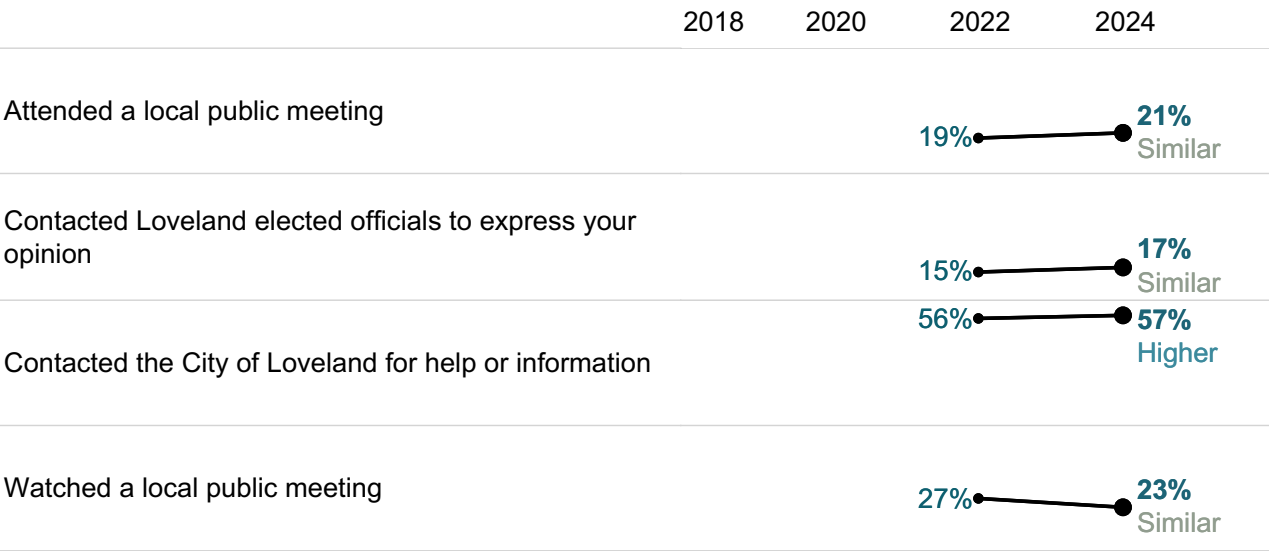 2018 2020 2022 2024
Attended a local public meeting
19%
21%
Similar
Contacted Loveland elected officials to express your
opinion
15%
17%
Similar
Contacted the City of Loveland for help or information
56%
57%
Higher
Watched a local public meeting
27%
23%
Similar